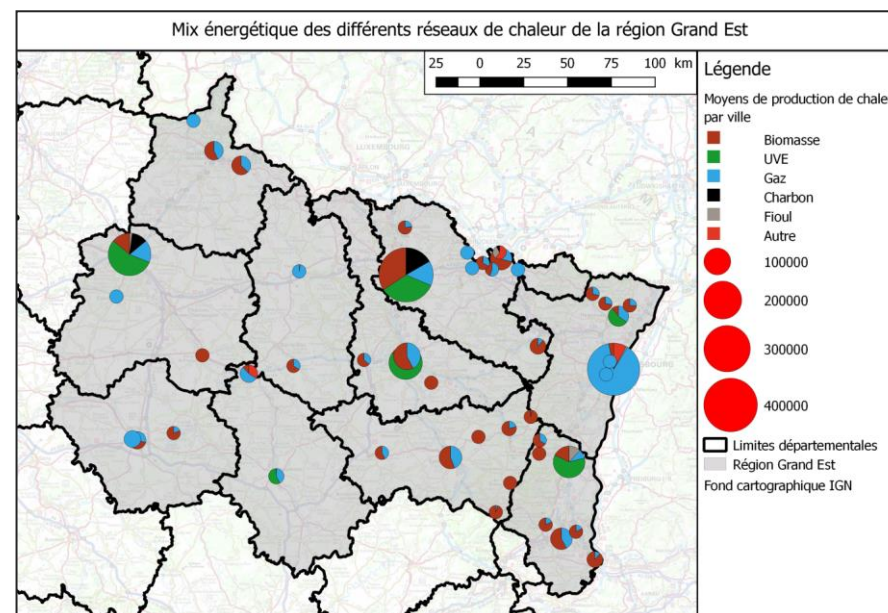 Mix énergétique des différents réseaux de chaleur de la région Grand Est
25 0 25 50 75 100 km
Légende
Moyens de production de chale
par ville
Biomasse
UVE
Gaz
Charbon
Fioul
Autre
100000
200000
300000
400000
Limites départementales
Région Grand Est
Fond cartographique IGN
LUXEMBOURG